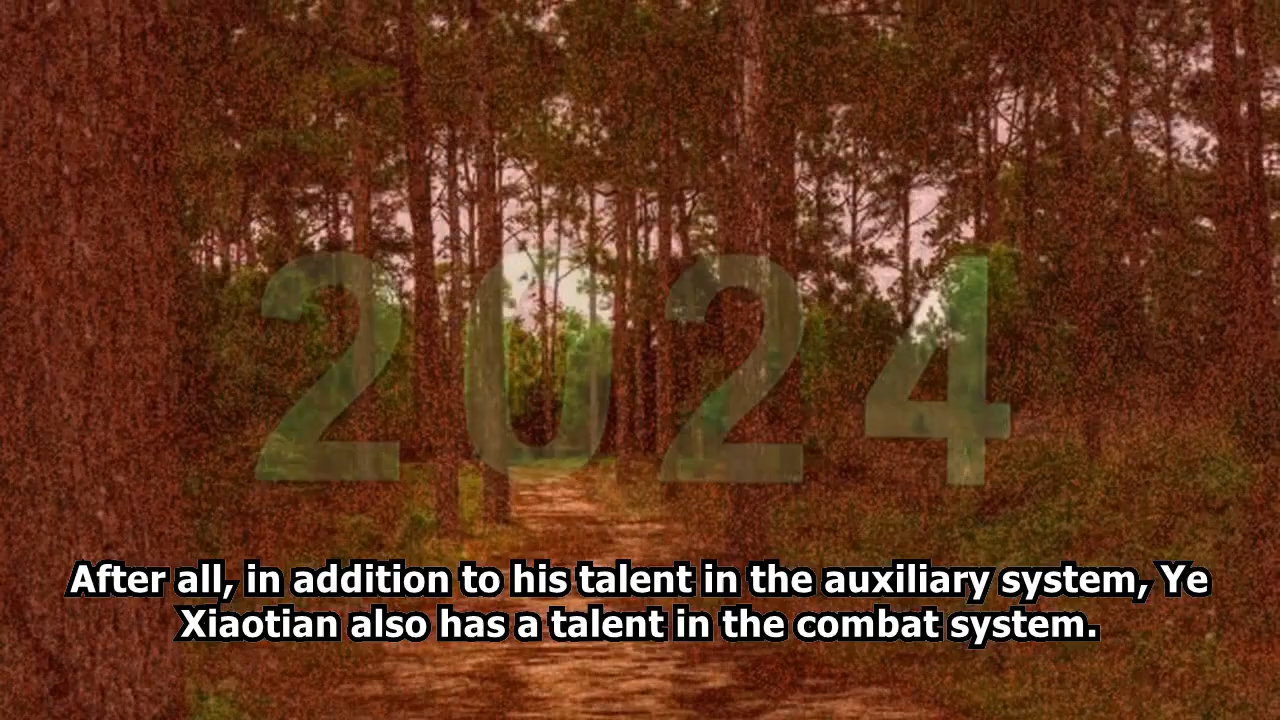 2024
After all, in addition to his talent in the auxiliary system, Ye
Xiaotian also has a talent in the combat system.